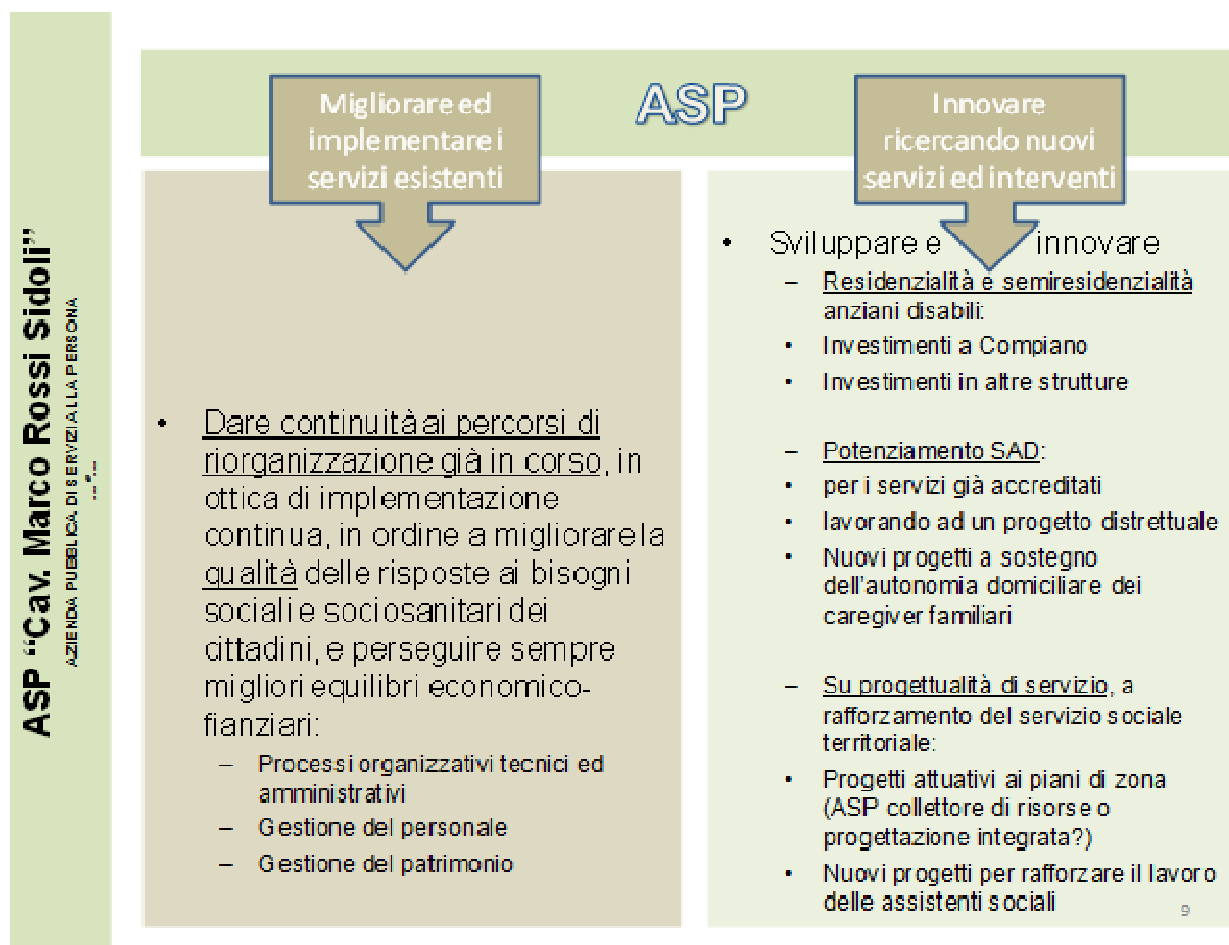 ASP “Cav. Marco Rossi Sidoli”
AZIENDA PUBBLICA DI SERVIZI ALLA PERSONA
ASP
Migliorare ed
implementare i
servizi esistenti
• Dare continuità ai percorsi di
riorganizzazione già in corso, in
ottica di implementazione
continua, in ordine a migliorare la
qualità delle risposte ai bisogni
sociali e sociosanitari dei
cittadini, e perseguire sempre
migliori equilibri economico-
fianziari:
– Processi organizzativi tecnici ed
amministrativi
– Gestione del personale
– Gestione del patrimonio
Innovare
ricercando nuovi
servizi ed interventi
• Sviluppare e innovare
– Residenzialità e semiresidenzialità
anziani disabili:
• Investimenti a Compiano
• Investimenti in altre strutture
– Potenziamento SAD:
• per i servizi già accreditati
• lavorando ad un progetto distrettuale
• Nuovi progetti a sostegno
dell'autonomia domiciliare dei
caregiver familiari
– Su progettualità di servizio, a
rafforzamento del servizio sociale
territoriale:
• Progetti attuativi ai piani di zona
(ASP collettore di risorse o
progettazione integrata?)
• Nuovi progetti per rafforzare il lavoro
delle assistenti sociali
9